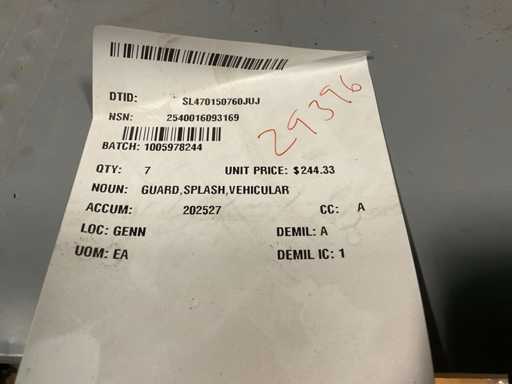 DTID: SL470150760JUJ
NSN: 2540016093169
29396
BATCH: 1005978244
QTY: 7 UNIT PRICE: $244.33
NOUN: GUARD,SPLASH,VEHICULAR
ACCUM: 202527 CC: A
LOC: GENN DEMIL: A
UOM: EA DEMIL IC: 1